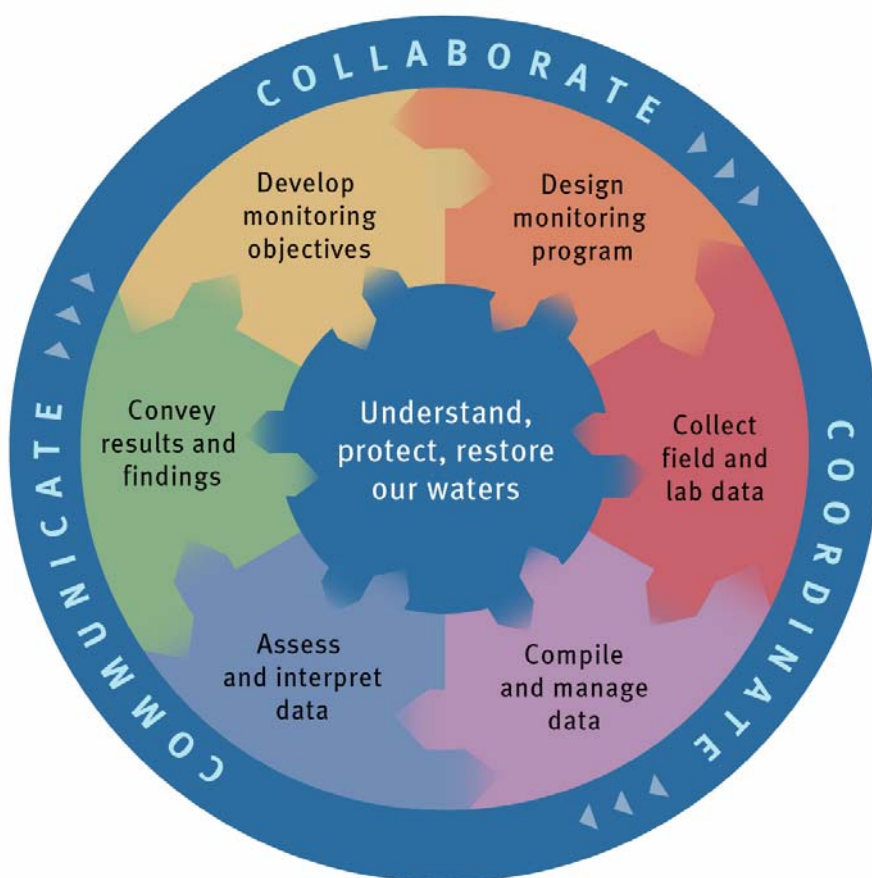 COLLABORATE
Develop
monitoring
objectives
Design
monitoring
program
Convey
results and
findings
Understand,
protect, restore
our waters
Collect
field and
lab data
Assess
and interpret
data
Compile
and manage
data
COORDINATE
COMMUNICATE